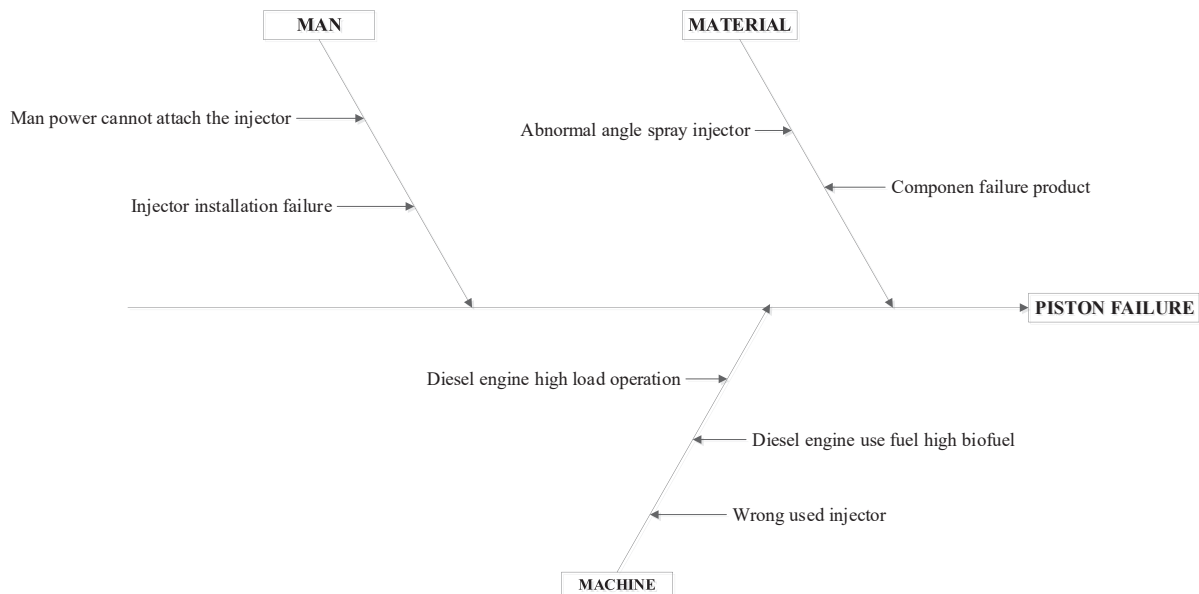 MAN
MATERIAL
Man power cannot attach the injector
Abnormal angle spray injector
Componen failure product
Injector installation failure
PISTON FAILURE
Diesel engine high load operation
Diesel engine use fuel high biofuel
Wrong used injector
MACHINE